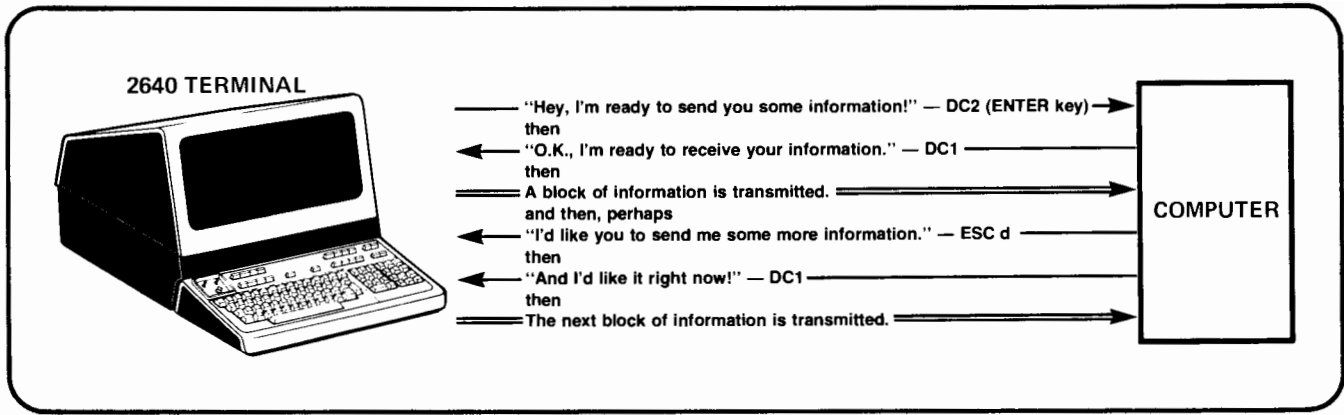 2640 TERMINAL
"Hey, I'm ready to send you some information!" — DC2 (ENTER key)
then
"O.K., I'm ready to receive your information." — DC1
then
A block of information is transmitted.
and then, perhaps
"I'd like you to send me some more information." — ESC d
then
"And I'd like it right now!" — DC1
then
The next block of information is transmitted.
COMPUTER